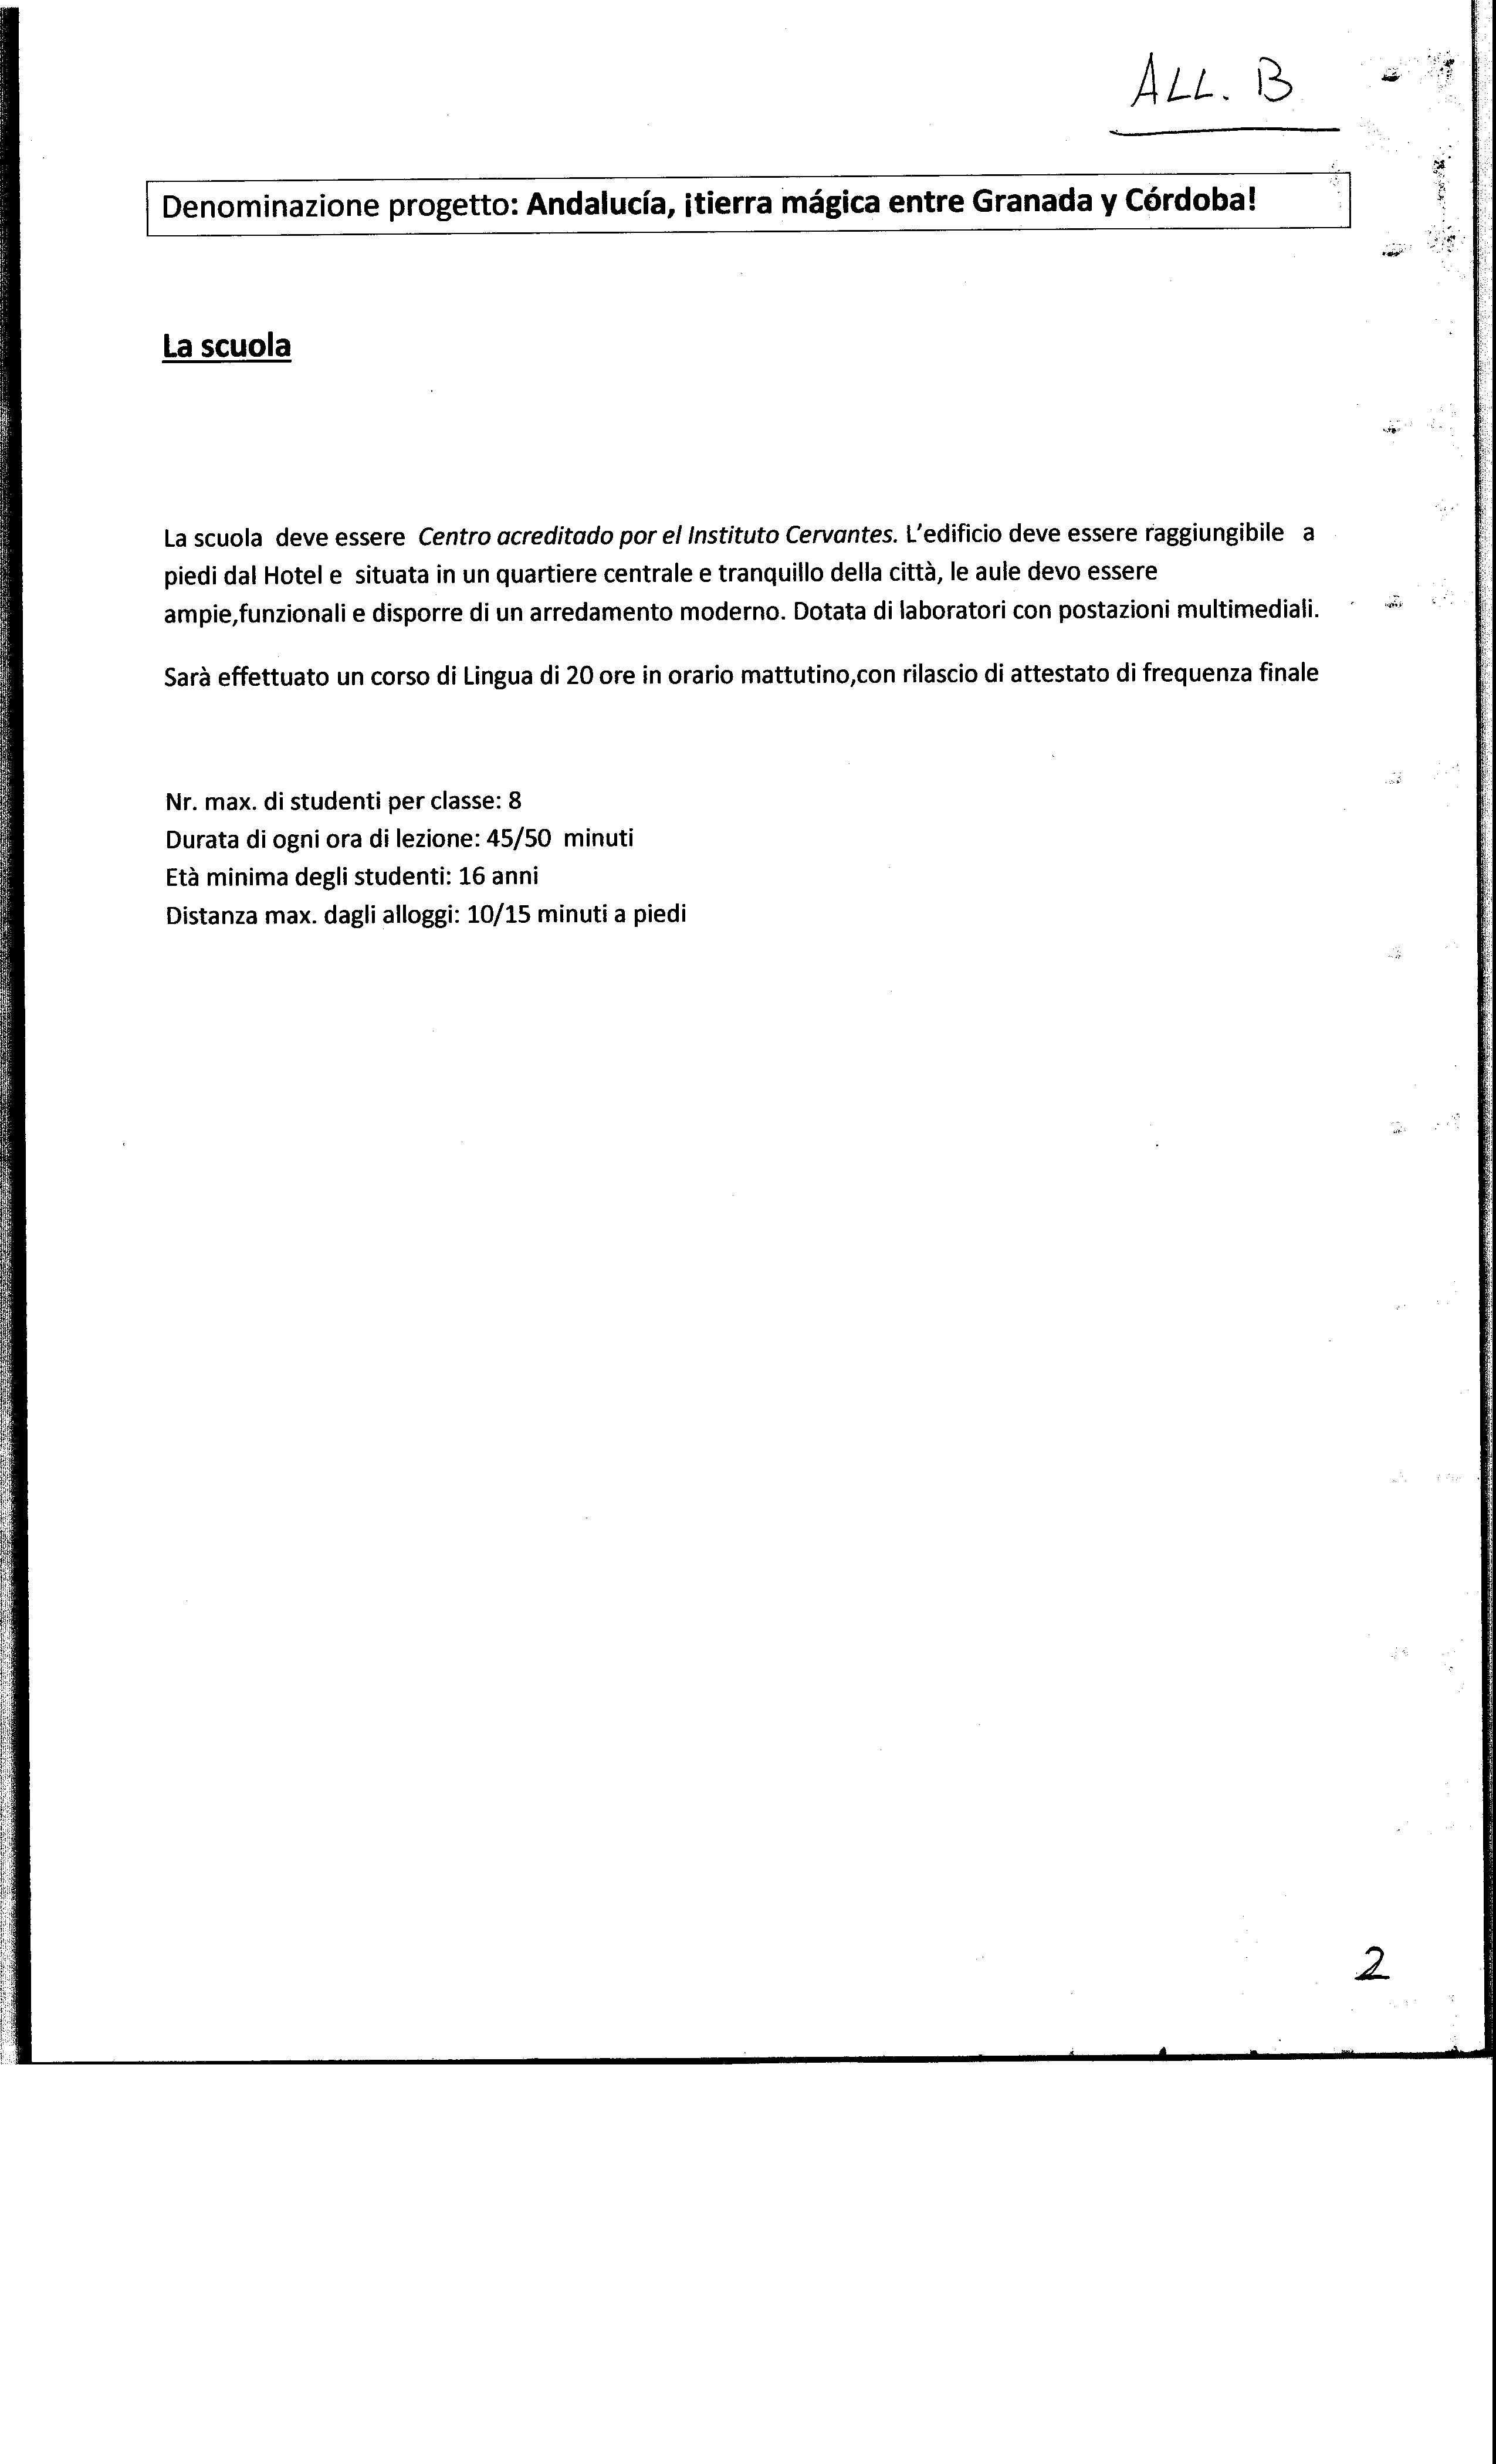 ALL. B
Denominazione progetto: Andalucía, ¡tierra mágica entre Granada y Córdoba!
La scuola
La scuola deve essere Centro acreditado por el Instituto Cervantes. L'edificio deve essere raggiungibile a
piedi dal Hotel e situata in un quartiere centrale e tranquillo della città, le aule devo essere
ampie,funzionali e disporre di un arredamento moderno. Dotata di laboratori con postazioni multimediali.
Sarà effettuato un corso di Lingua di 20 ore in orario mattutino,con rilascio di attestato di frequenza finale
Nr. max. di studenti per classe: 8
Durata di ogni ora di lezione: 45/50 minuti
Età minima degli studenti: 16 anni
Distanza max. dagli alloggi: 10/15 minuti a piedi
2